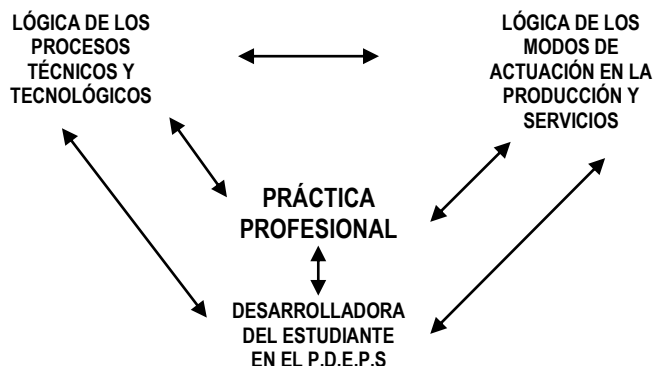 LÓGICA DE LOS
PROCESOS
TÉCNICOS Y
TECNOLÓGICOS
LÓGICA DE LOS
MODOS DE
ACTUACIÓN EN LA
PRODUCCIÓN Y
SERVICIOS
PRÁCTICA
PROFESIONAL
DESARROLLADORA
DEL ESTUDIANTE
EN EL P.D.E.P.S